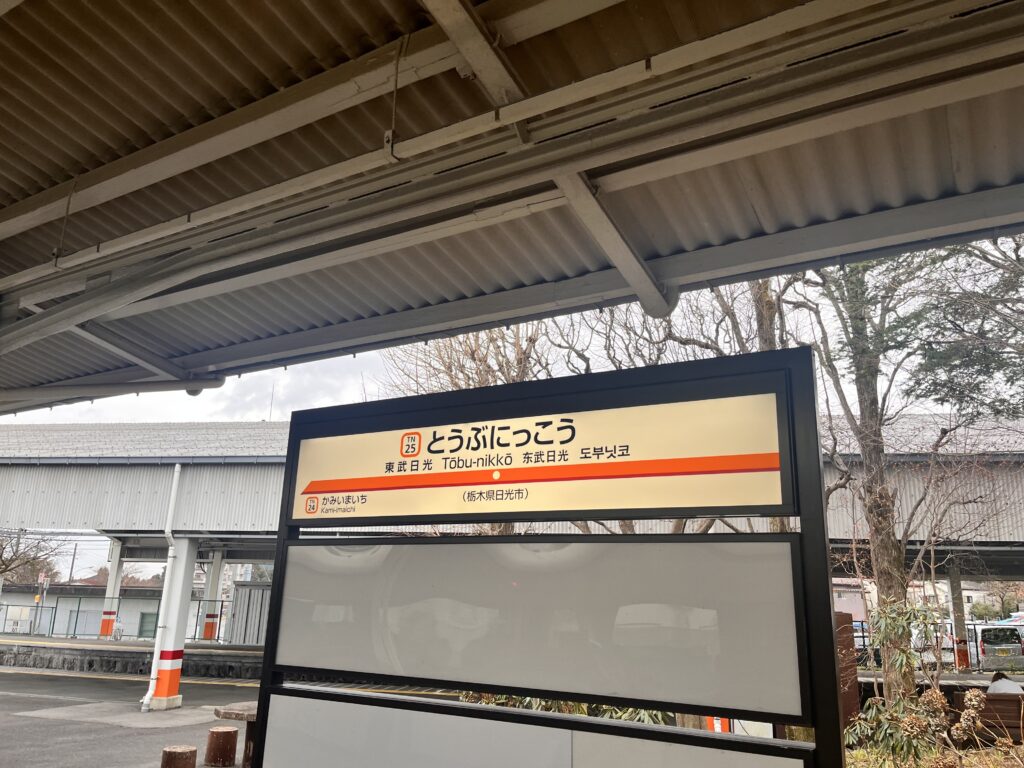 TN 25 とうぶにっこう
東武日光 Tōbu-nikkō 东武日光 도부닛코
TN 24 かみいまいち
Kami-imaichi
（栃木県日光市）